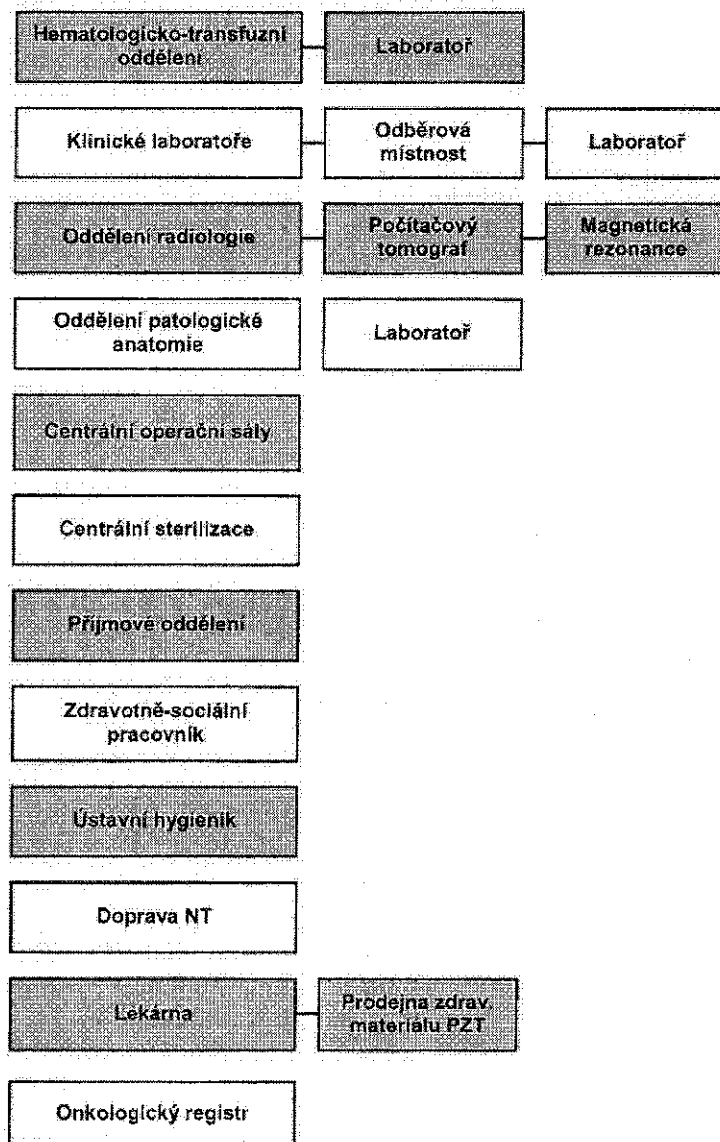 Hematologicko-transfuzní
oddělení
Laboratoř
Klinické laboratoře
Odběrová
místnost
Laboratoř
Oddělení radiologie
Počítačový
tomograf
Magnetická
rezonance
Oddělení patologické
anatomie
Laboratoř
Centrální operační sály
Centrální sterilizace
Příjmové oddělení
Zdravotně-sociální
pracovník
Ústavní hygienik
Doprava NT
Lekárna
Prodejna zdrav.
materiálu PZT
Onkologický registr